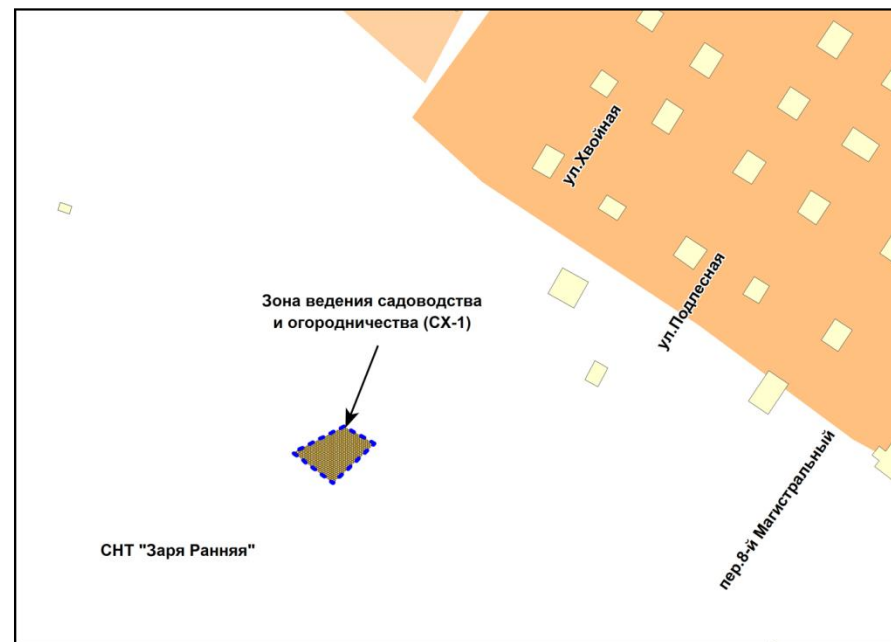 ул.Хвойная
ул.Подлесная
Зона ведения садоводства
и огородничества (СХ-1)
пер.8-й Магистральный
СНТ "Заря Ранняя"